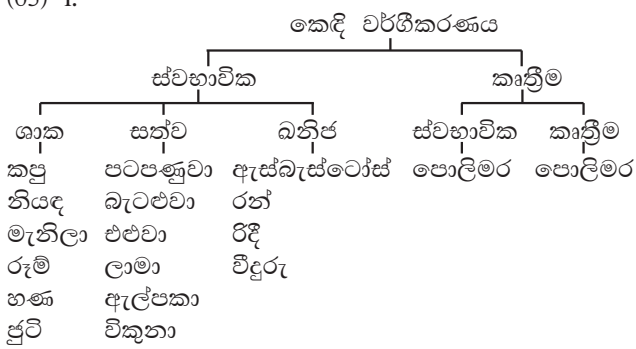 (05) i.
කෙඳි වර්ගීකරණය
ස්වභාවික කෘත්‍රීම
ශාක සත්ව ඛනිජ ස්වභාවික කෘත්‍රීම
කපු පටපණුවා ඇස්බැස්ටෝස් පොලිමර පොලිමර
නියඳ බැටළුවා රන්
මැනිලා එළුවා රිදී
රූම් ලාමා වීදුරු
හණ ඇල්පකා
ජුටි විකුනා